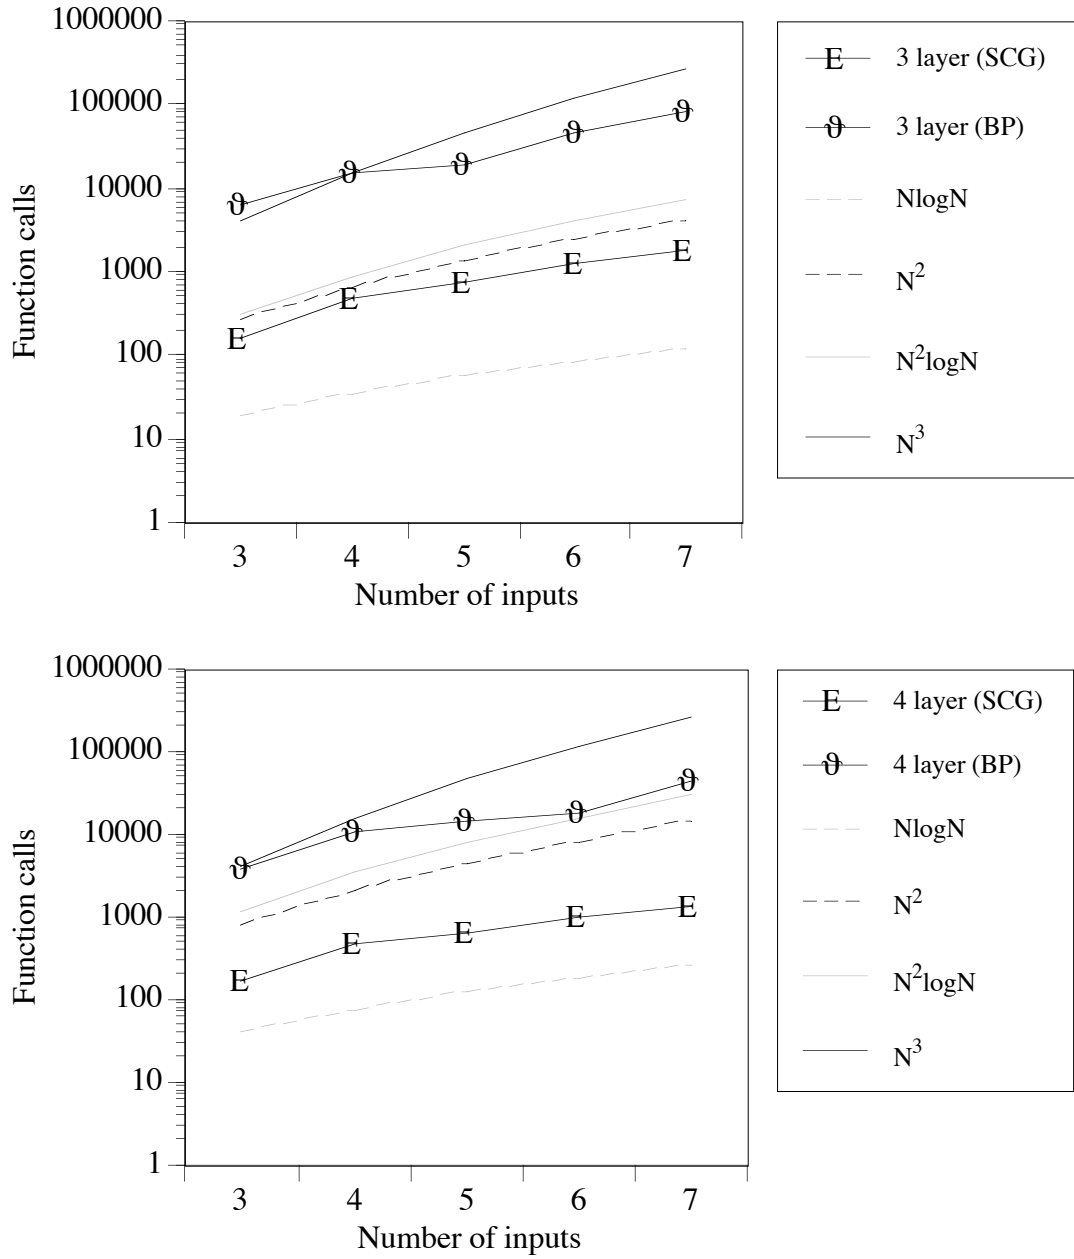 1000000
100000
10000
1000
100
10
1
Function calls
3 4 5 6 7
Number of inputs
E 3 layer (SCG)
ϑ 3 layer (BP)
NlogN
N²
N²logN
N³
ϑ ϑ ϑ ϑ ϑ
E E E E E
1000000
100000
10000
1000
100
10
1
Function calls
3 4 5 6 7
Number of inputs
E 4 layer (SCG)
ϑ 4 layer (BP)
NlogN
N²
N²logN
N³
ϑ ϑ ϑ ϑ ϑ
E E E E E